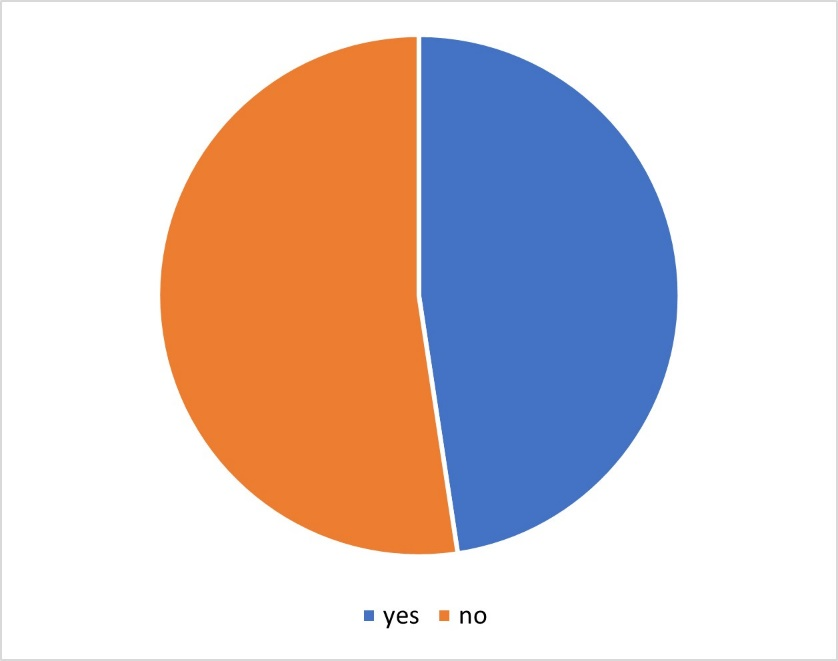 yes no